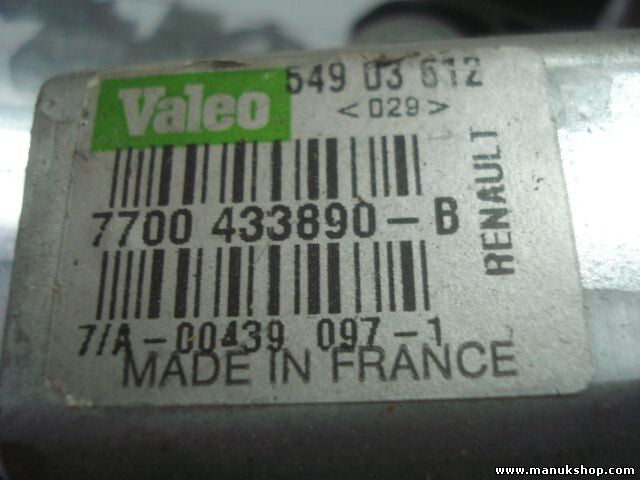 Valeo
549 03 612
<029>
RENAULT
7700 433890-B
7/A-00439 097-1
MADE IN FRANCE
www.manukshop.com